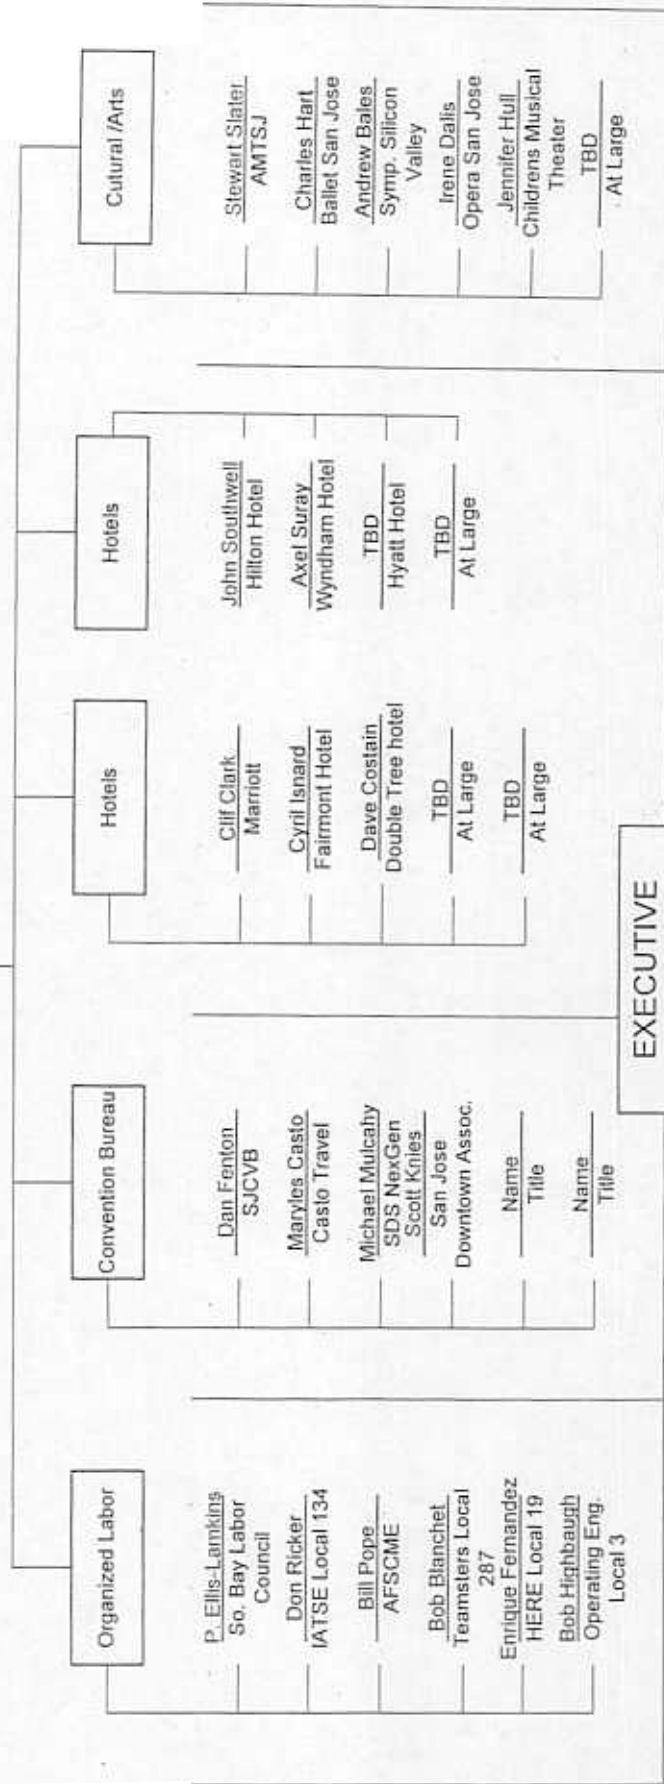 Organized Labor
P. Ellis-Lamkins
So. Bay Labor
Council
Don Ricker
IATSE Local 134
Bill Pope
AFSCME
Bob Blanchet
Teamsters Local
287
Enrique Fernandez
HERE Local 19
Bob Highbaugh
Operating Eng.
Local 3
Convention Bureau
Dan Fenton
SJCVB
Maryles Casto
Casto Travel
Michael Mulcahy
SDS NexGen
Scott Knies
San Jose
Downtown Assoc.
Name
Title
Name
Title
Hotels
Clif Clark
Marriott
Cyril Isnard
Fairmont Hotel
Dave Costain
Double Tree hotel
TBD
At Large
TBD
At Large
Hotels
John Southwell
Hilton Hotel
Axel Suray
Wyndham Hotel
TBD
Hyatt Hotel
TBD
At Large
Cutural /Arts
Stewart Slater
AMTSJ
Charles Hart
Ballet San Jose
Andrew Bales
Symp. Silicon
Valley
Irene Dalis
Opera San Jose
Jennifer Hull
Childrens Musical
Theater
TBD
At Large
EXECUTIVE